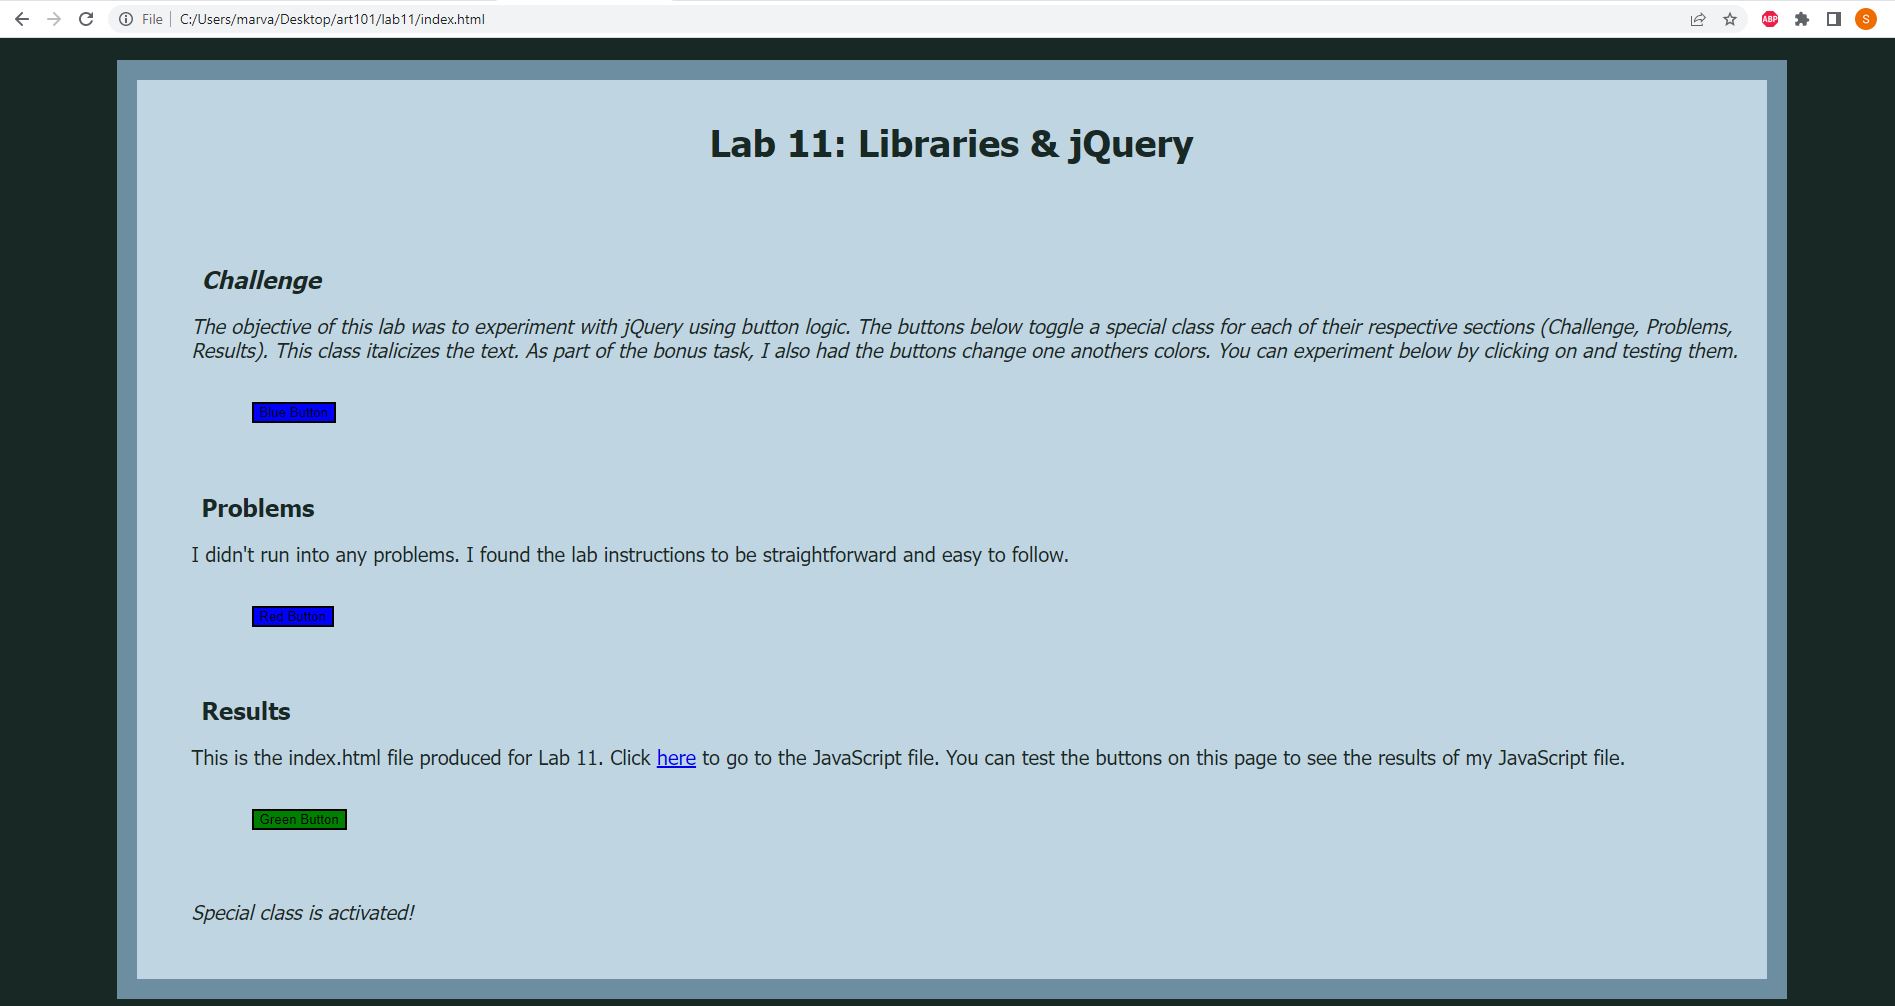 File
C:/Users/marva/Desktop/art101/lab11/index.html
ABP
S
Lab 11: Libraries & jQuery
Challenge
The objective of this lab was to experiment with jQuery using button logic. The buttons below toggle a special class for each of their respective sections (Challenge, Problems,
Results). This class italicizes the text. As part of the bonus task, I also had the buttons change one anothers colors. You can experiment below by clicking on and testing them.
Blue Button
Problems
I didn't run into any problems. I found the lab instructions to be straightforward and easy to follow.
Red Button
Results
This is the index.html file produced for Lab 11. Click here to go to the JavaScript file. You can test the buttons on this page to see the results of my JavaScript file.
Green Button
Special class is activated!